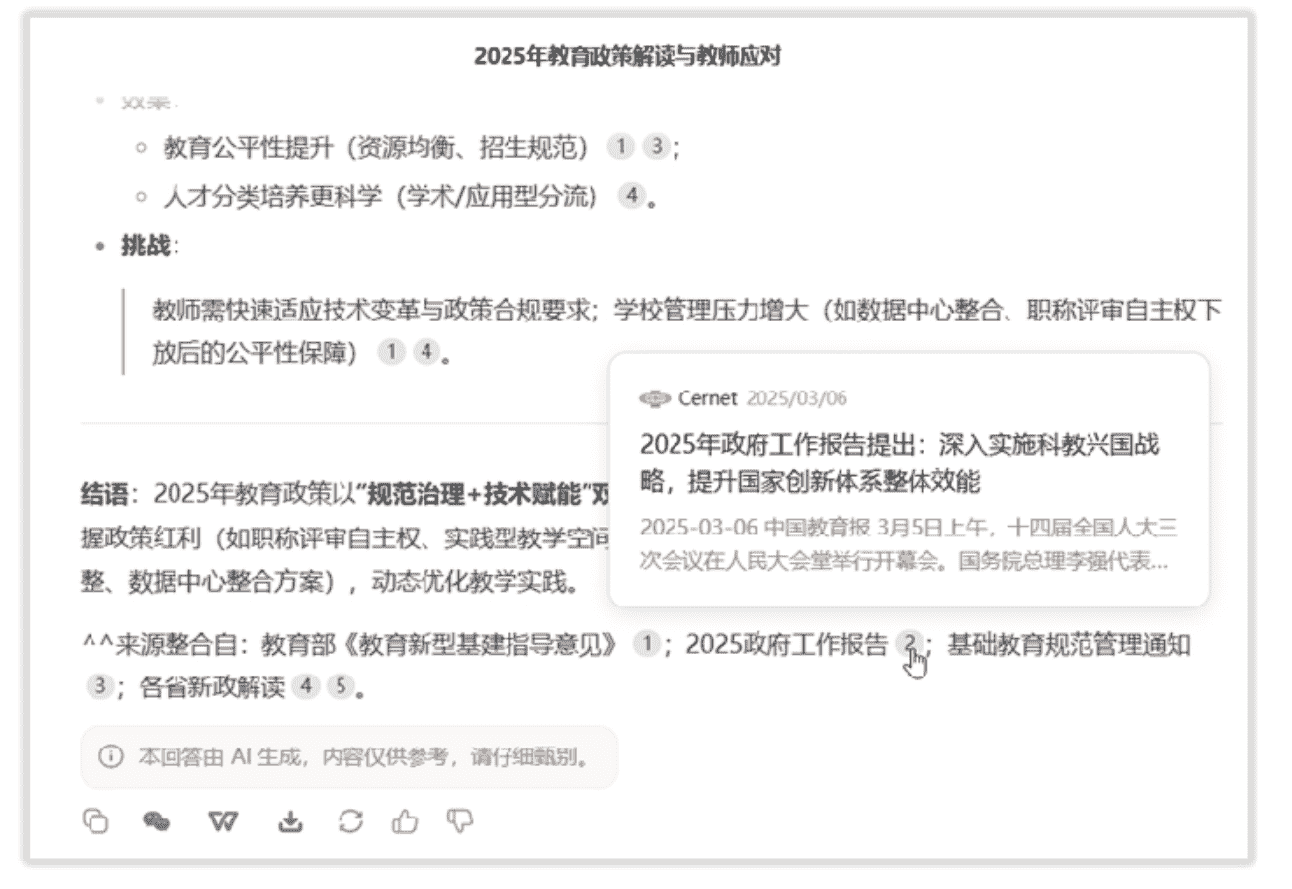 2025年教育政策解读与教师应对
效果:
教育公平性提升（资源均衡、招生规范） 1 3；
人才分类培养更科学（学术/应用型分流） 4。
挑战:
教师需快速适应技术变革与政策合规要求；学校管理压力增大（如数据中心整合、职称评审自主权下
放后的公平性保障） 1 4。
Cernet 2025/03/06
2025年政府工作报告提出：深入实施科教兴国战
略，提升国家创新体系整体效能
2025-03-06 中国教育报 3月5日上午，十四届全国人大三
次会议在人民大会堂举行开幕会。国务院总理李强代表...
结语：2025年教育政策以“规范治理+技术赋能”双
握政策红利（如职称评审自主权、实践型教学空间
整、数据中心整合方案），动态优化教学实践。
^^来源整合自：教育部《教育新型基建指导意见》 1；2025政府工作报告 2；基础教育规范管理通知
3；各省新政解读 4 5。
本回答由 AI 生成，内容仅供参考，请仔细甄别。